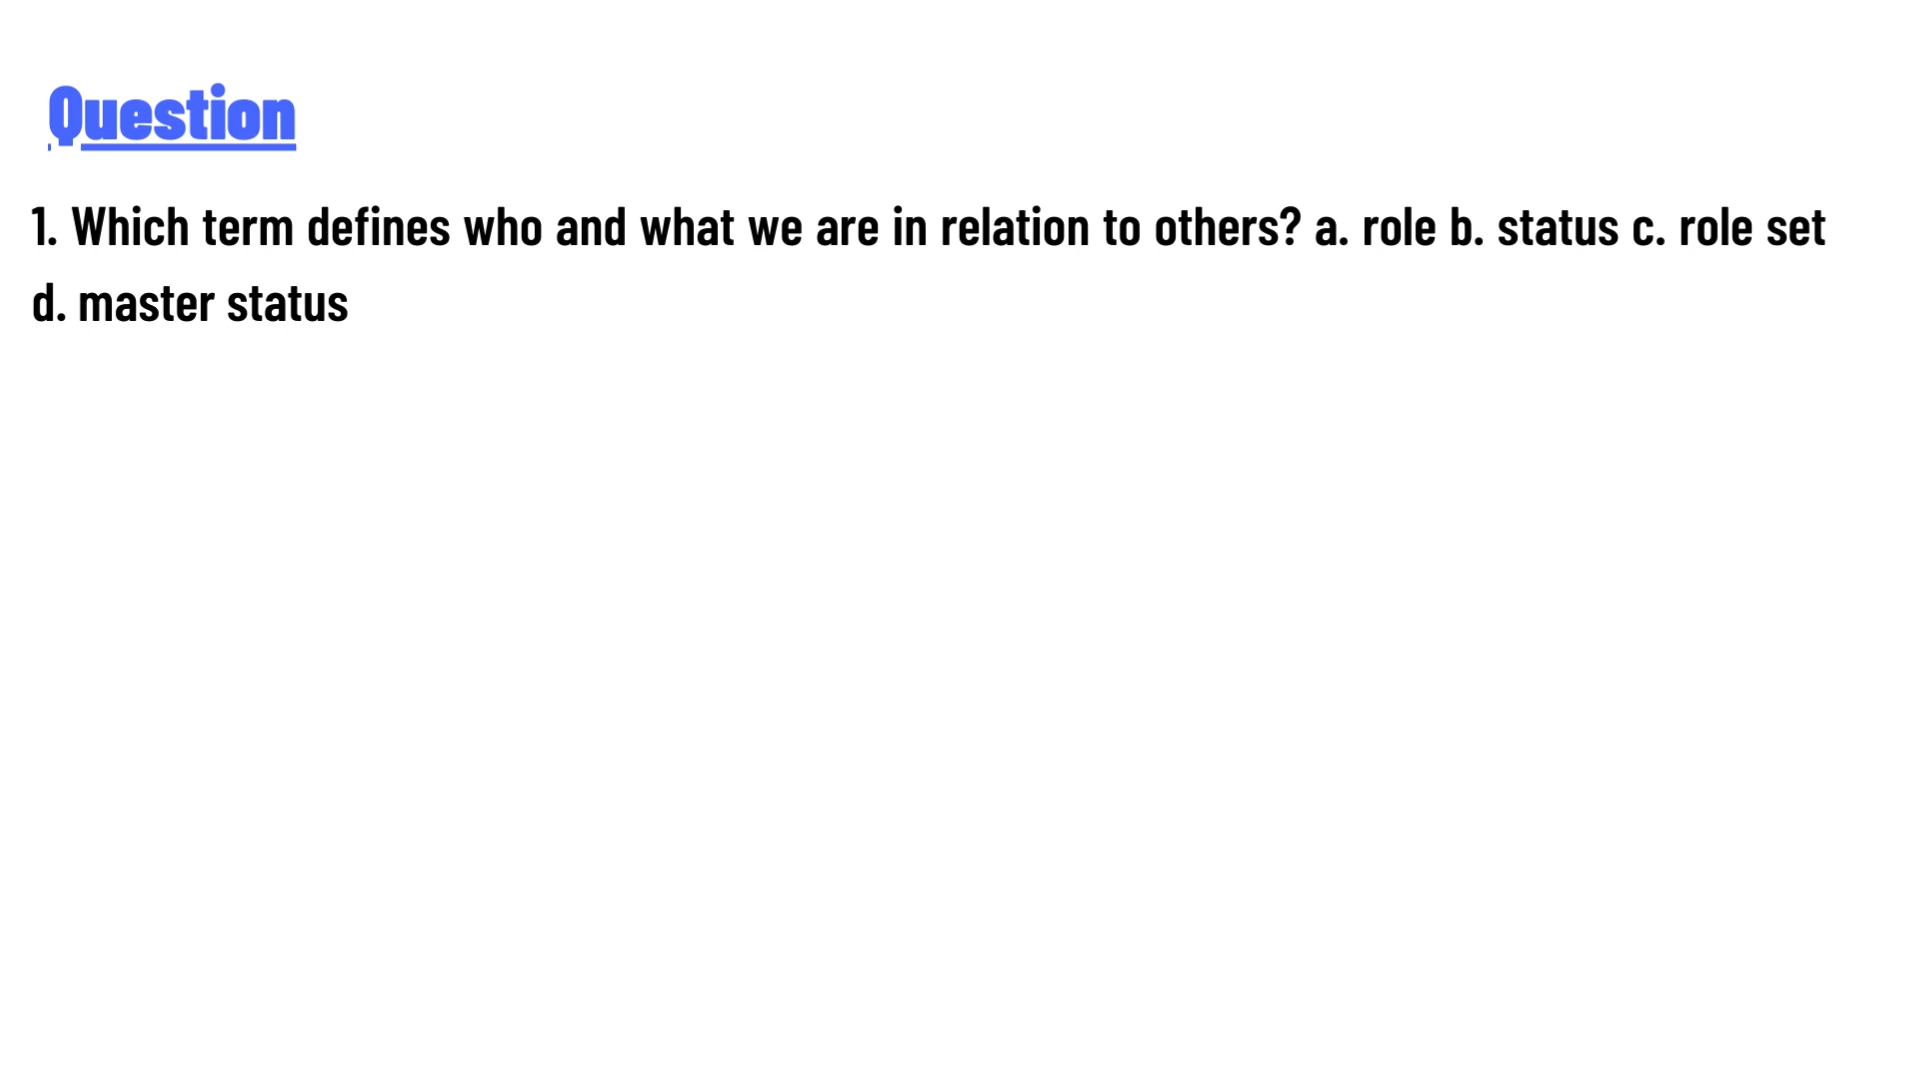 Question
1. Which term defines who and what we are in relation to others? a. role b. status c. role set
d. master status